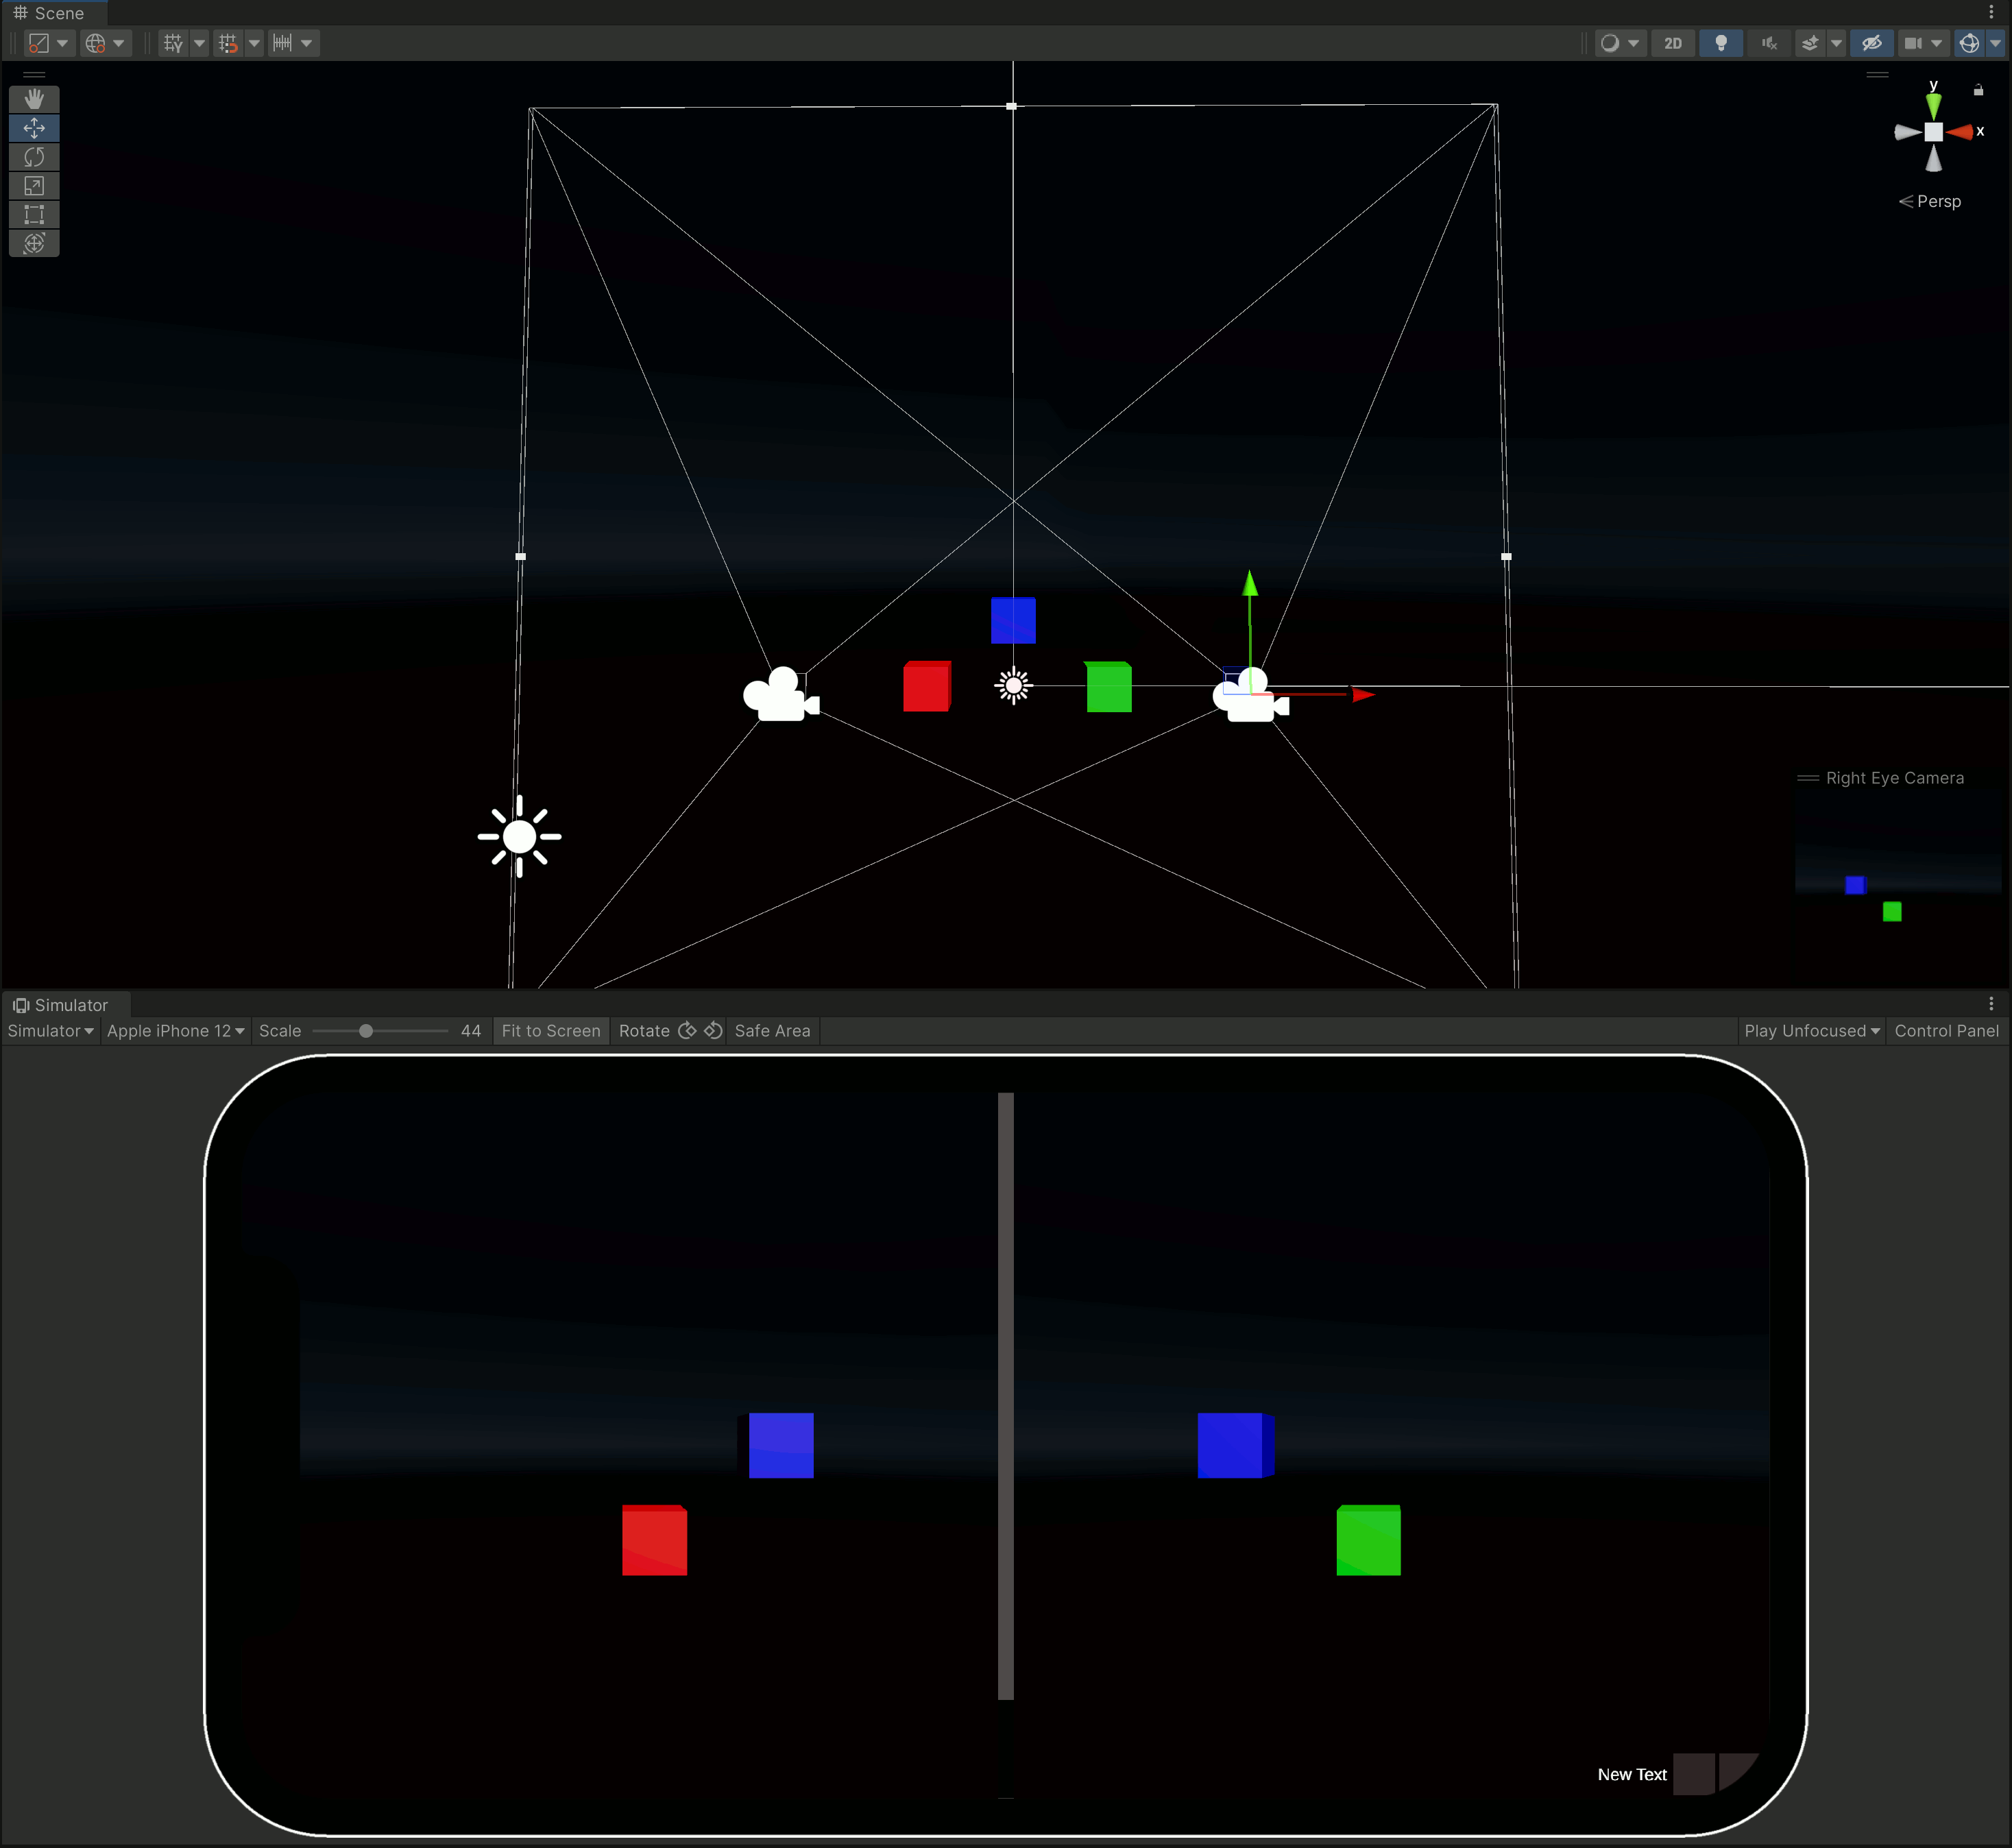 Scene
2D
y
x
Persp
Right Eye Camera
Simulator
Simulator Apple iPhone 12 Scale 44 Fit to Screen Rotate Safe Area Play Unfocused Control Panel
New Text